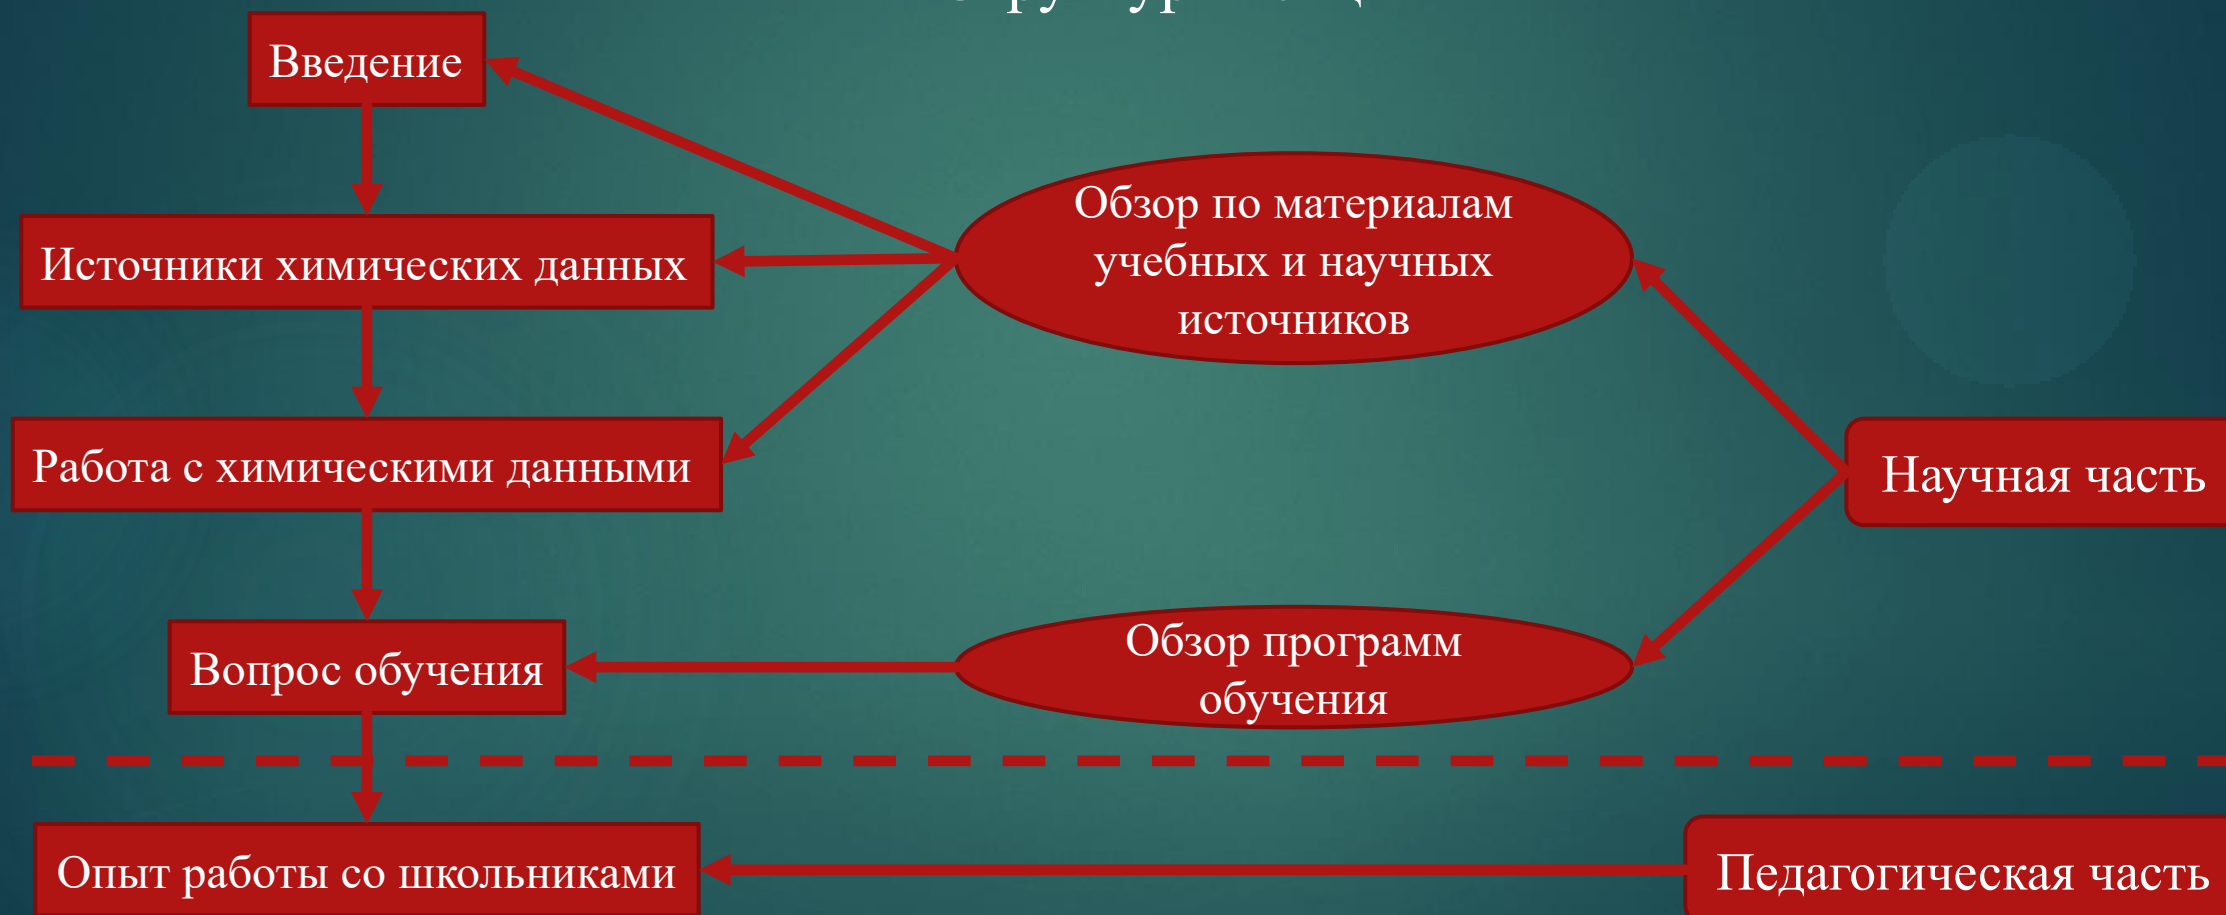 Введение
Источники химических данных
Работа с химическими данными
Вопрос обучения
Опыт работы со школьниками
Обзор по материалам
учебных и научных
источников
Обзор программ
обучения
Научная часть
Педагогическая часть